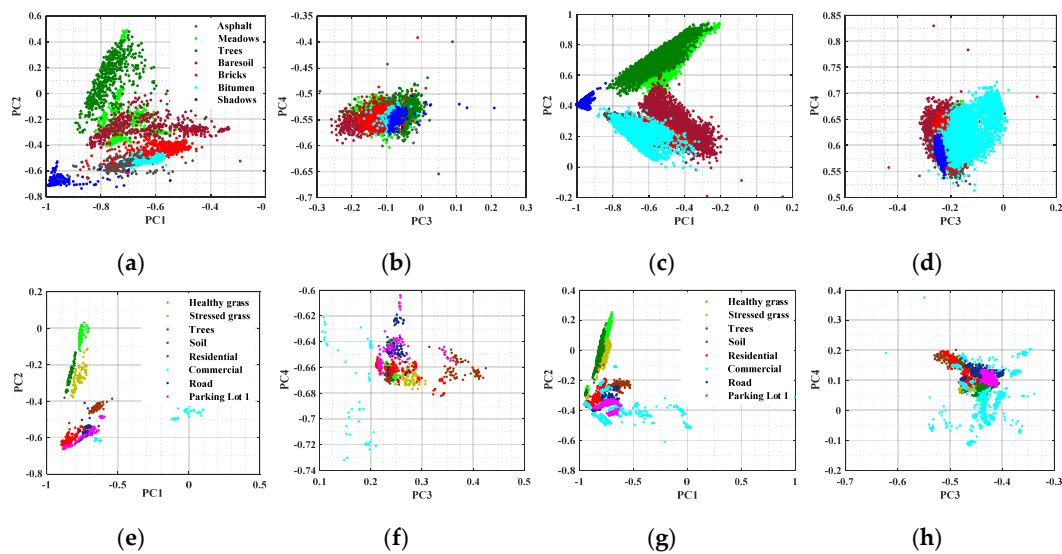 0.6
0.4
0.2
0
-0.2
-0.4
-0.6
-0.8
PC2
-1
-0.8
-0.6
-0.4
-0.2
-0
PC1
Asphalt
Meadows
Trees
Baresoil
Bricks
Bitumen
Shadows
(a)
-0.4
-0.45
-0.5
-0.55
-0.6
-0.65
-0.7
PC4
-0.3
-0.2
-0.1
0
0.1
0.2
0.3
PC3
(b)
1
0.8
0.6
0.4
0.2
0
-0.2
PC2
-1
-0.8
-0.6
-0.4
-0.2
0
0.2
PC1
(c)
0.85
0.8
0.75
0.7
0.65
0.6
0.55
0.5
PC4
-0.6
-0.4
-0.2
0
0.2
PC3
(d)
0.2
0
-0.2
-0.4
-0.6
-0.8
PC2
-1
-0.5
0
0.5
PC1
Healthy grass
Stressed grass
Trees
Soil
Residential
Commercial
Road
Parking Lot 1
(e)
-0.6
-0.62
-0.64
-0.66
-0.67
-0.7
-0.72
-0.74
PC4
0.1
0.2
0.3
0.4
0.5
PC3
(f)
0.4
0.2
0
-0.2
-0.4
-0.6
-0.8
PC2
-1
-0.5
0
0.5
1
PC1
Healthy grass
Stressed grass
Trees
Soil
Residential
Commercial
Road
Parking Lot 1
(g)
0.4
0.3
0.2
0.1
0
-0.1
-0.2
PC4
-0.6
-0.5
-0.4
-0.3
PC3
(h)